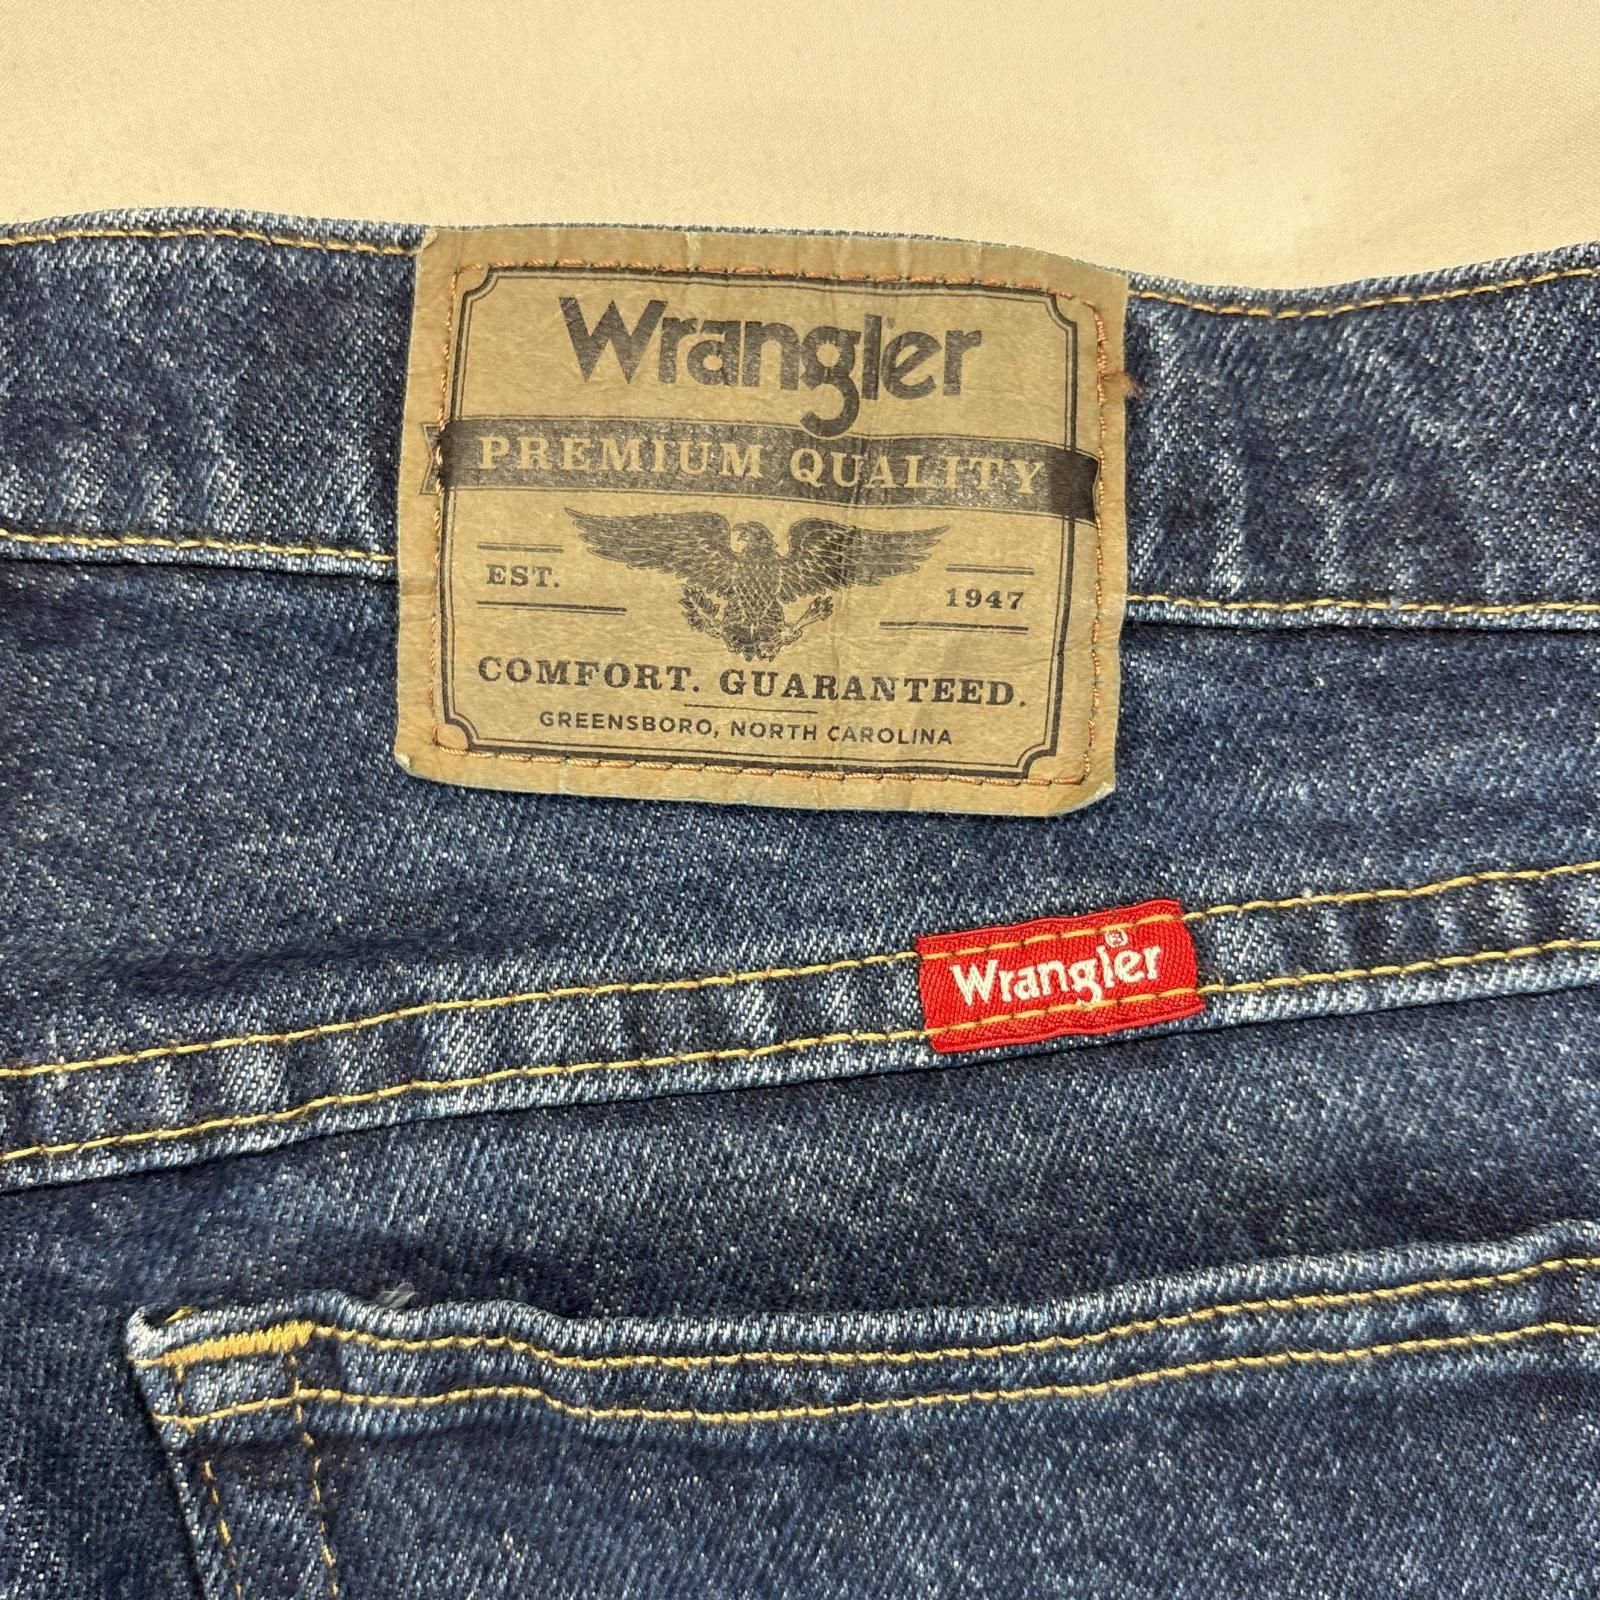 Wrangler
PREMIUM QUALITY
EST. 1947
COMFORT. GUARANTEED.
GREENSBORO, NORTH CAROLINA
Wrangler®